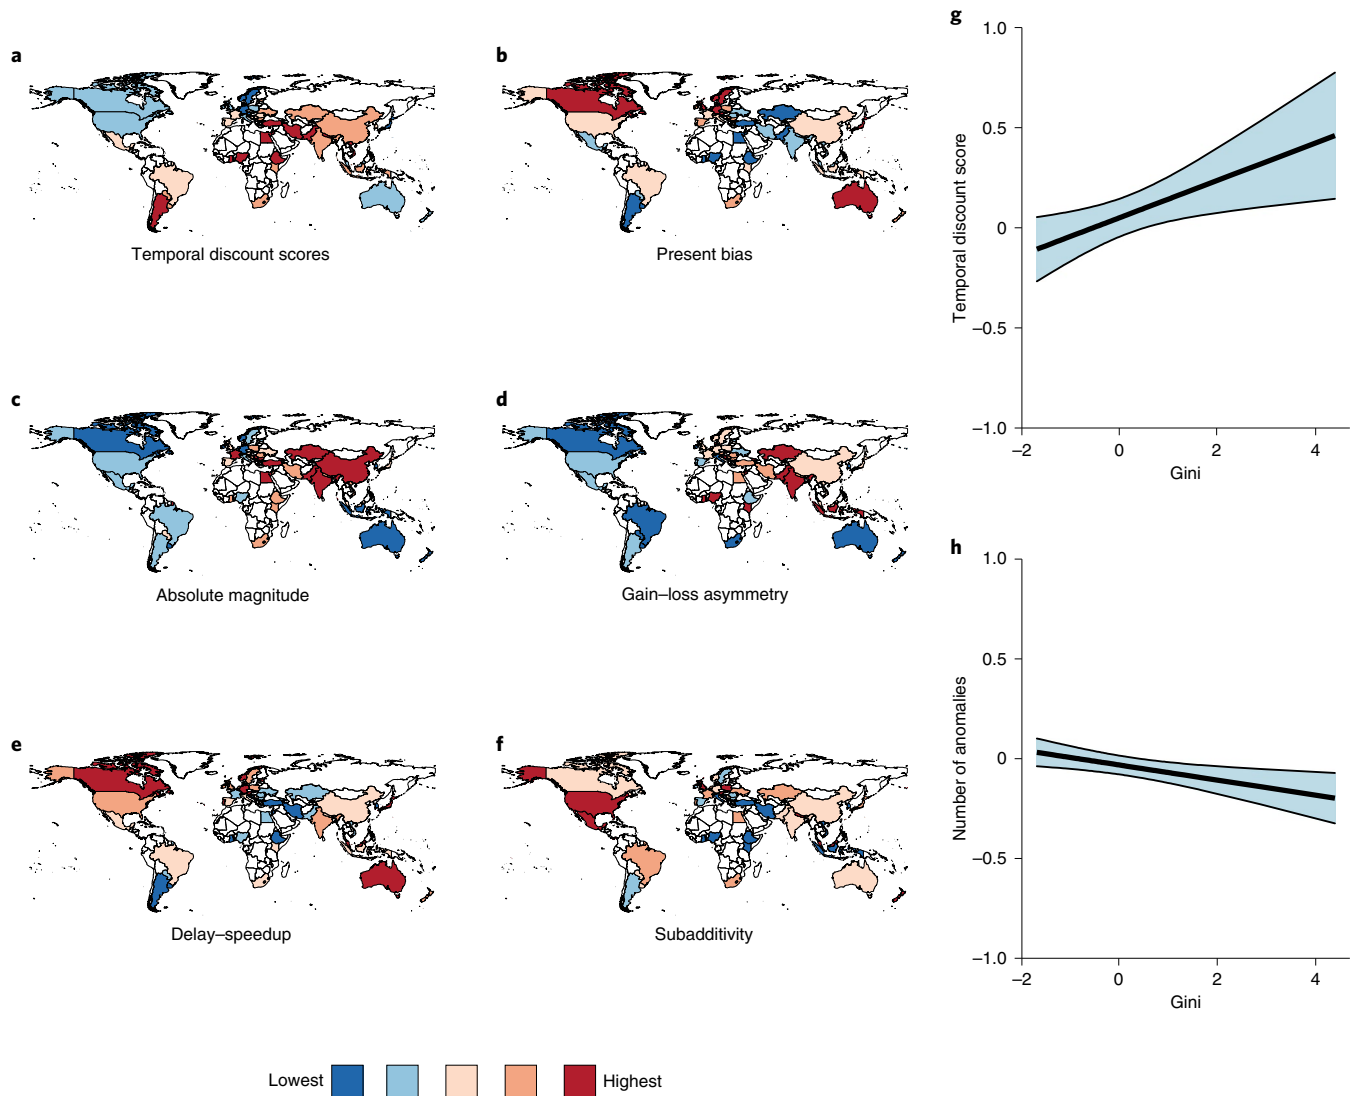 a
Temporal discount scores
b
Present bias
c
Absolute magnitude
d
Gain–loss asymmetry
e
Delay–speedup
f
Subadditivity
Lowest
Highest
g
Temporal discount score
1.0
0.5
0
–0.5
–1.0
–2
0
2
4
Gini
h
Number of anomalies
1.0
0.5
0
–0.5
–1.0
–2
0
2
4
Gini